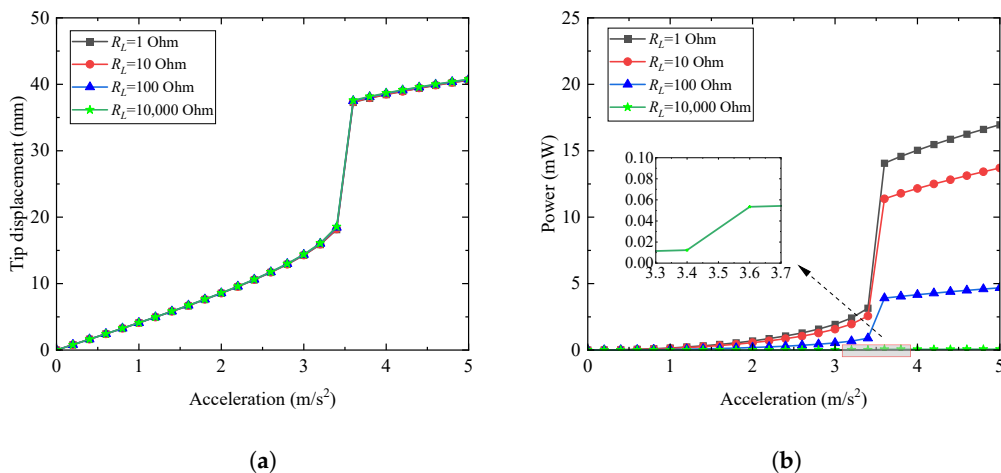 50
40
30
20
10
0
Tip displacement (mm)
R_L=1 Ohm
R_L=10 Ohm
R_L=100 Ohm
R_L=10,000 Ohm
0 1 2 3 4 5
Acceleration (m/s²)
(a)
25
20
15
10
5
0
Power (mW)
R_L=1 Ohm
R_L=10 Ohm
R_L=100 Ohm
R_L=10,000 Ohm
0.10
0.08
0.06
0.04
0.02
0.00
3.3 3.4 3.5 3.6 3.7
0 1 2 3 4 5
Acceleration (m/s²)
(b)